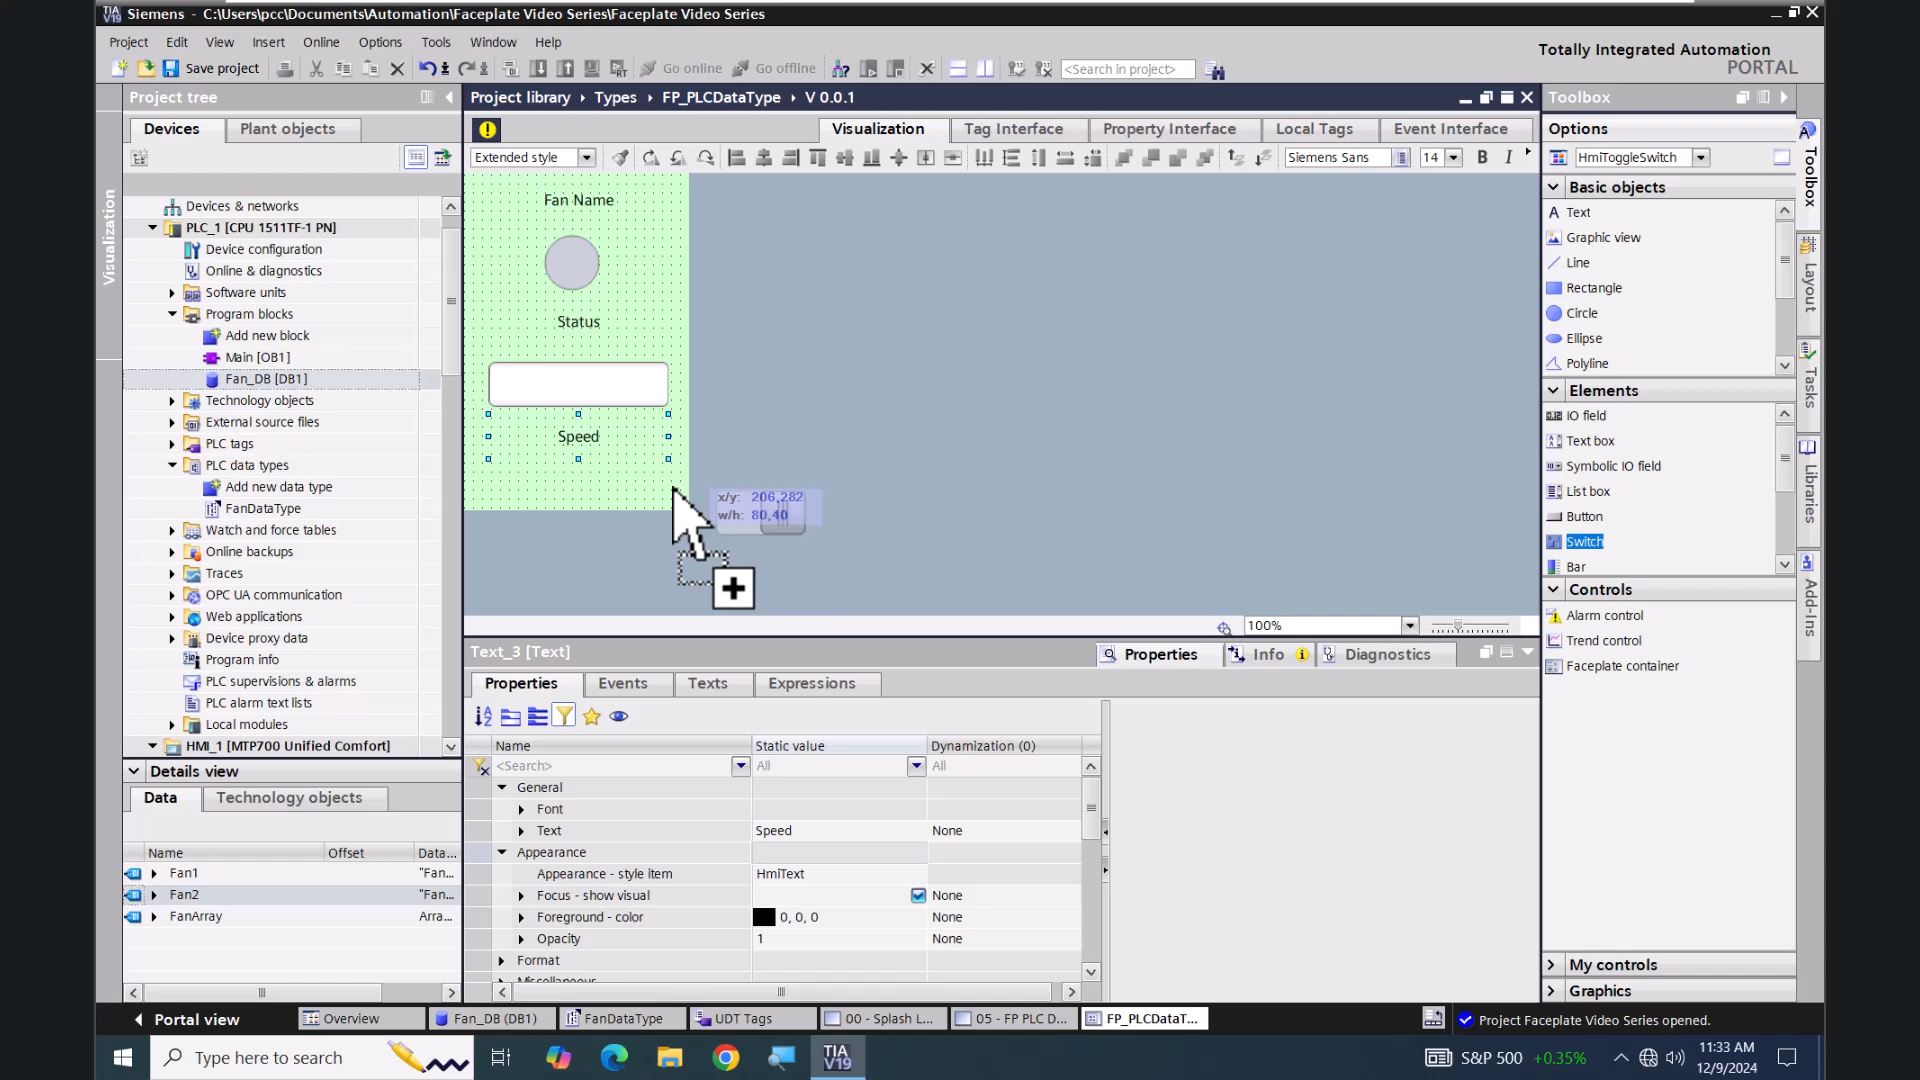 Siemens - C:\Users\pcc\Documents\Automation\Faceplate Video Series\Faceplate Video Series
Project Edit View Insert Online Options Tools Window Help
Totally Integrated Automation
PORTAL
Save project
Go online
Go offline
<Search in project>
Project tree
Project library › Types › FP_PLCDataType › V 0.0.1
Toolbox
Devices
Plant objects
Visualization
Tag Interface
Property Interface
Local Tags
Event Interface
Options
Extended style
Siemens Sans
14
B
I
HmiToggleSwitch
Visualization
Devices & networks
PLC_1 [CPU 1511TF-1 PN]
Device configuration
Online & diagnostics
Software units
Program blocks
Add new block
Main [OB1]
Fan_DB [DB1]
Technology objects
External source files
PLC tags
PLC data types
Add new data type
FanDataType
Watch and force tables
Online backups
Traces
OPC UA communication
Web applications
Device proxy data
Program info
PLC supervisions & alarms
PLC alarm text lists
Local modules
HMI_1 [MTP700 Unified Comfort]
Fan Name
Status
Speed
x/y: 206,282
w/h: 80,40
100%
Basic objects
Text
Graphic view
Line
Rectangle
Circle
Ellipse
Polyline
Elements
IO field
Text box
Symbolic IO field
List box
Button
Switch
Bar
Controls
Alarm control
Trend control
Faceplate container
My controls
Graphics
Toolbox
Layout
Tasks
Libraries
Add-Ins
Text_3 [Text]
Properties
Info
Diagnostics
Properties
Events
Texts
Expressions
Name
Static value
Dynamization (0)
<Search>
All
All
General
Font
Text Speed None
Appearance
Appearance - style item HmiText
Focus - show visual None
Foreground - color 0, 0, 0 None
Opacity 1 None
Format
Miscellaneous
Details view
Data
Technology objects
Name Offset Data...
Fan1 "Fan...
Fan2 "Fan...
FanArray Arra...
Portal view
Overview
Fan_DB (DB1)
FanDataType
UDT Tags
00 - Splash L...
05 - FP PLC D...
FP_PLCDataT...
Project Faceplate Video Series opened.
Type here to search
TIA
V19
S&P 500 +0.35%
11:33 AM
12/9/2024